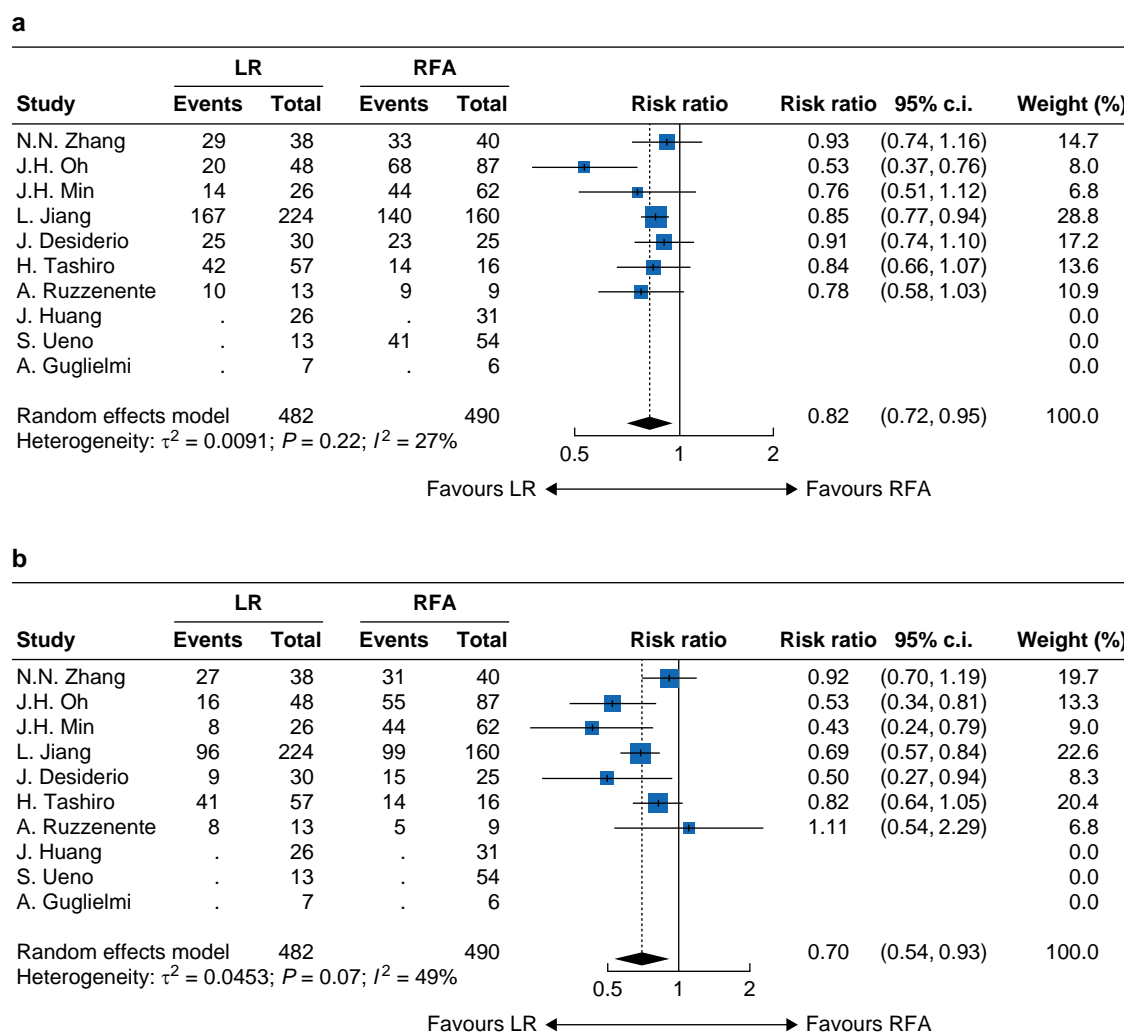 a
LR RFA
Study Events Total Events Total Risk ratio Risk ratio 95% c.i. Weight (%)
N.N. Zhang 29 38 33 40 0.93 (0.74, 1.16) 14.7
J.H. Oh 20 48 68 87 0.53 (0.37, 0.76) 8.0
J.H. Min 14 26 44 62 0.76 (0.51, 1.12) 6.8
L. Jiang 167 224 140 160 0.85 (0.77, 0.94) 28.8
J. Desiderio 25 30 23 25 0.91 (0.74, 1.10) 17.2
H. Tashiro 42 57 14 16 0.84 (0.66, 1.07) 13.6
A. Ruzzenente 10 13 9 9 0.78 (0.58, 1.03) 10.9
J. Huang . 26 . 31 0.0
S. Ueno . 13 41 54 0.0
A. Guglielmi . 7 . 6 0.0
Random effects model 482 490 0.82 (0.72, 0.95) 100.0
Heterogeneity: τ² = 0.0091; P = 0.22; I² = 27%
0.5 1 2
Favours LR Favours RFA
b
LR RFA
Study Events Total Events Total Risk ratio Risk ratio 95% c.i. Weight (%)
N.N. Zhang 27 38 31 40 0.92 (0.70, 1.19) 19.7
J.H. Oh 16 48 55 87 0.53 (0.34, 0.81) 13.3
J.H. Min 8 26 44 62 0.43 (0.24, 0.79) 9.0
L. Jiang 96 224 99 160 0.69 (0.57, 0.84) 22.6
J. Desiderio 9 30 15 25 0.50 (0.27, 0.94) 8.3
H. Tashiro 41 57 14 16 0.82 (0.64, 1.05) 20.4
A. Ruzzenente 8 13 5 9 1.11 (0.54, 2.29) 6.8
J. Huang . 26 . 31 0.0
S. Ueno . 13 . 54 0.0
A. Guglielmi . 7 . 6 0.0
Random effects model 482 490 0.70 (0.54, 0.93) 100.0
Heterogeneity: τ² = 0.0453; P = 0.07; I² = 49%
0.5 1 2
Favours LR Favours RFA